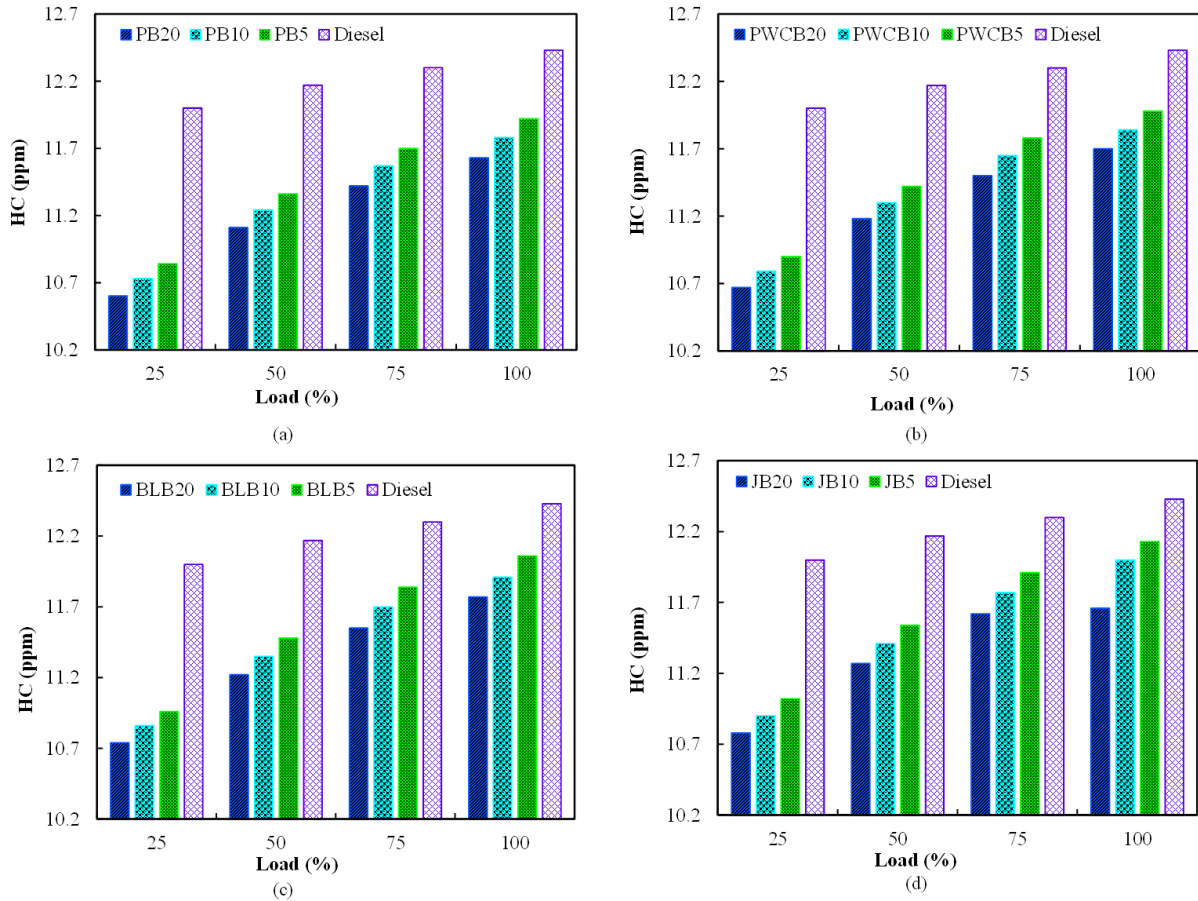 PB20 PB10 PB5 Diesel
12.7
12.2
11.7
11.2
10.7
10.2
HC (ppm)
25 50 75 100
Load (%)
(a)
PWCB20 PWCB10 PWCB5 Diesel
12.7
12.2
11.7
11.2
10.7
10.2
HC (ppm)
25 50 75 100
Load (%)
(b)
BLB20 BLB10 BLB5 Diesel
12.7
12.2
11.7
11.2
10.7
10.2
HC (ppm)
25 50 75 100
Load (%)
(c)
JB20 JB10 JB5 Diesel
12.7
12.2
11.7
11.2
10.7
10.2
HC (ppm)
25 50 75 100
Load (%)
(d)